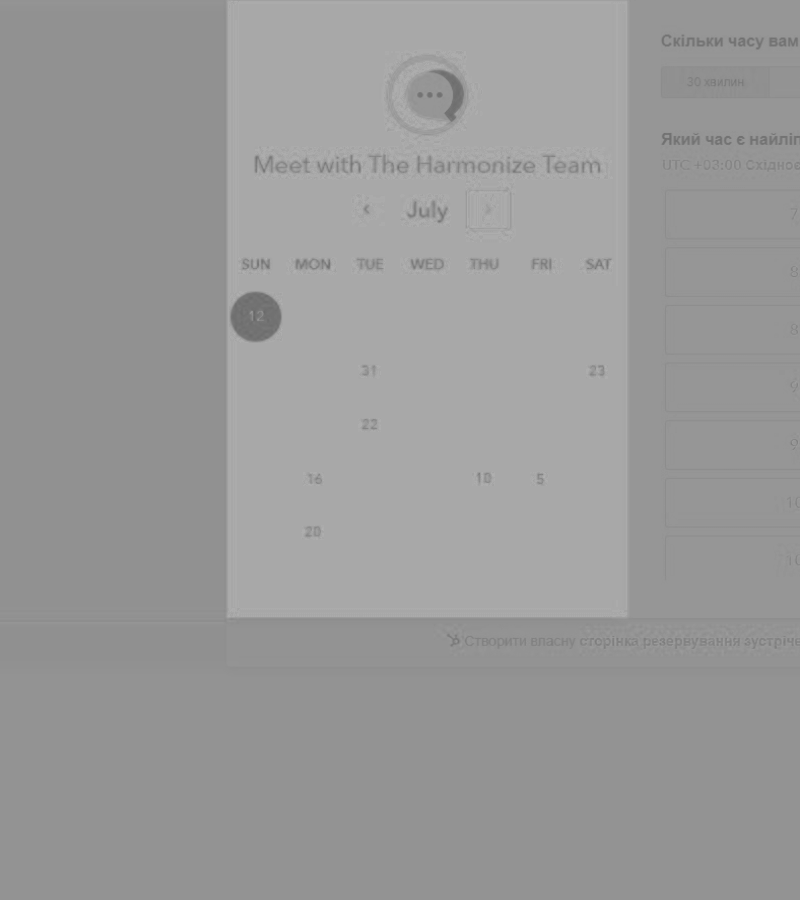 Meet with The Harmonize Team
July
SUN MON TUE WED THU FRI SAT
12
31 23
22
16 10 5
20
Скільки часу вам
30 хвилин
Який час є найліп
UTC +03:00 Східноє
7
8
8
9
9
10
10
Створити власну сторінка резервування зустріче